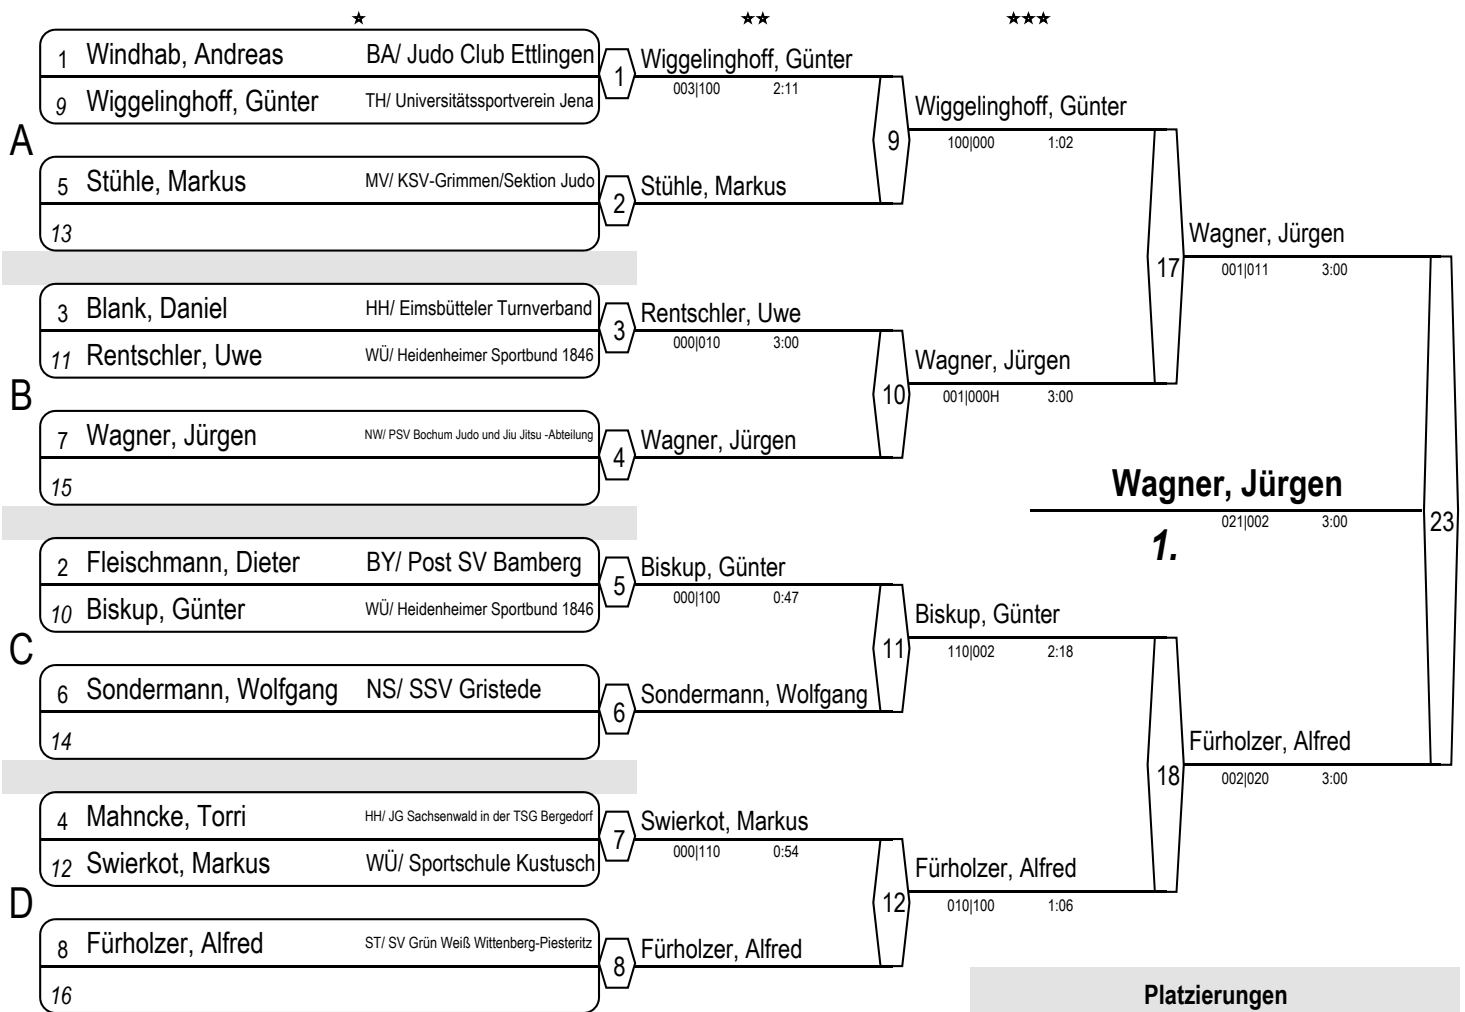 ★ ★★ ★★★
1 Windhab, Andreas BA/ Judo Club Ettlingen
9 Wiggelinghoff, Günter TH/ Universitätssportverein Jena
1 Wiggelinghoff, Günter
003|100 2:11
A
5 Stühle, Markus MV/ KSV-Grimmen/Sektion Judo
13
2 Stühle, Markus
9 Wiggelinghoff, Günter
100|000 1:02
3 Blank, Daniel HH/ Eimsbütteler Turnverband
11 Rentschler, Uwe WÜ/ Heidenheimer Sportbund 1846
3 Rentschler, Uwe
000|010 3:00
B
7 Wagner, Jürgen NW/ PSV Bochum Judo und Jiu Jitsu -Abteilung
15
4 Wagner, Jürgen
10 Wagner, Jürgen
001|000H 3:00
17 Wagner, Jürgen
001|011 3:00
2 Fleischmann, Dieter BY/ Post SV Bamberg
10 Biskup, Günter WÜ/ Heidenheimer Sportbund 1846
5 Biskup, Günter
000|100 0:47
C
6 Sondermann, Wolfgang NS/ SSV Gristede
14
6 Sondermann, Wolfgang
11 Biskup, Günter
110|002 2:18
4 Mahncke, Torri HH/ JG Sachsenwald in der TSG Bergedorf
12 Swierkot, Markus WÜ/ Sportschule Kustusch
7 Swierkot, Markus
000|110 0:54
D
8 Fürholzer, Alfred ST/ SV Grün Weiß Wittenberg-Piesteritz
16
8 Fürholzer, Alfred
12 Fürholzer, Alfred
010|100 1:06
18 Fürholzer, Alfred
002|020 3:00
23
Wagner, Jürgen
021|002 3:00
1.
Platzierungen